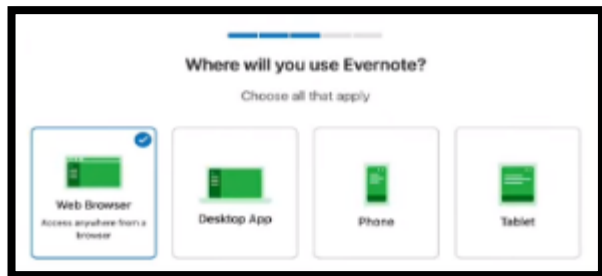 Where will you use Evernote?
Choose all that apply
Web Browser
Access anywhere from a
browser
Desktop App
Phone
Tablet